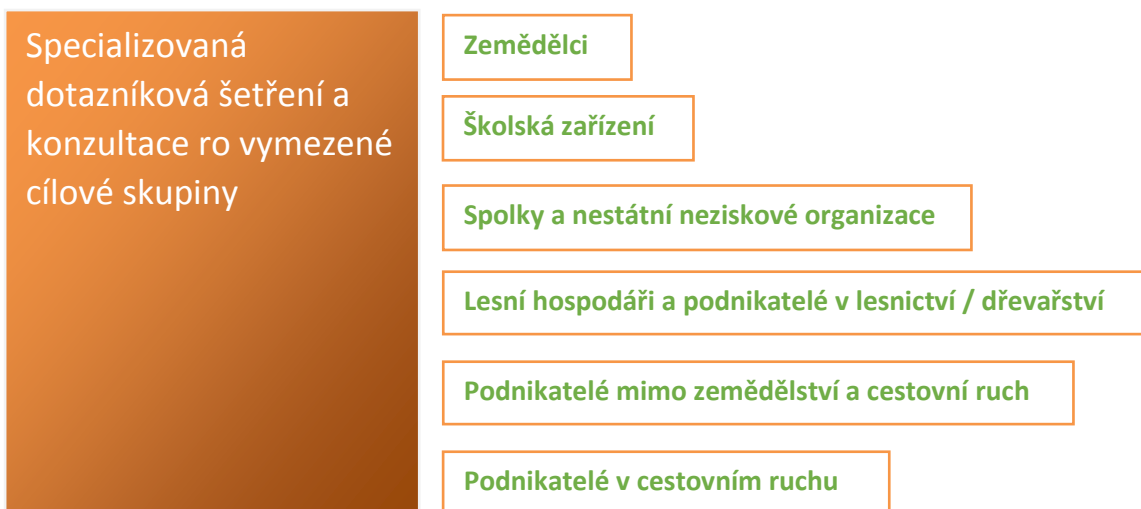 Specializovaná
dotazníková šetření a
konzultace ro vymezené
cílové skupiny
Zemědělci
Školská zařízení
Spolky a nestátní neziskové organizace
Lesní hospodáři a podnikatelé v lesnictví / dřevařství
Podnikatelé mimo zemědělství a cestovní ruch
Podnikatelé v cestovním ruchu